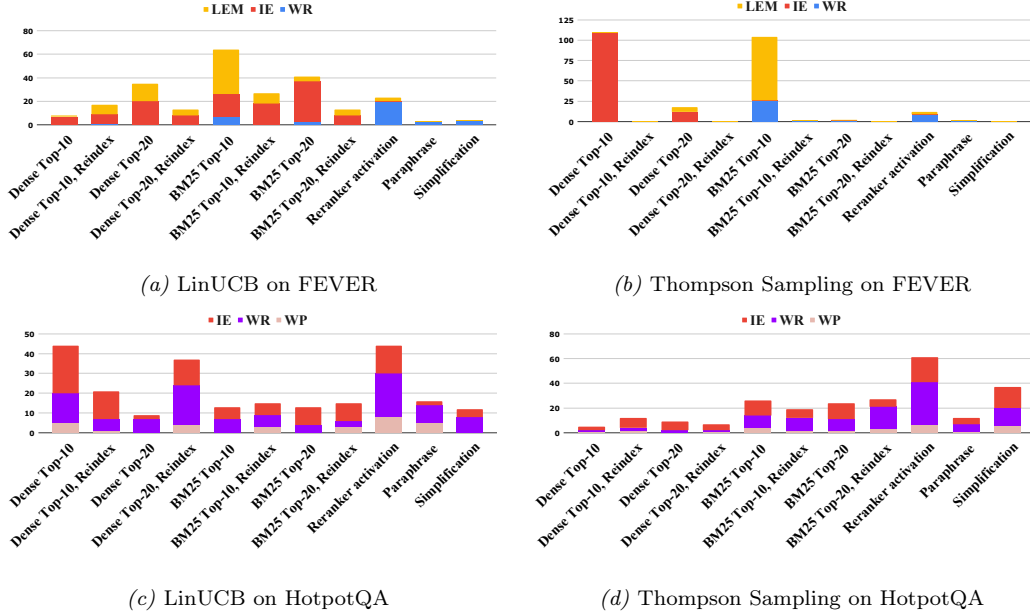 LEM IE WR
80
60
40
20
0
Dense Top-10
Dense Top-10, Reindex
Dense Top-20
Dense Top-20, Reindex
BM25 Top-10
BM25 Top-10, Reindex
BM25 Top-20
BM25 Top-20, Reindex
Reranker activation
Paraphrase
Simplification
(a) LinUCB on FEVER
LEM IE WR
125
100
75
50
25
0
Dense Top-10
Dense Top-10, Reindex
Dense Top-20
Dense Top-20, Reindex
BM25 Top-10
BM25 Top-10, Reindex
BM25 Top-20
BM25 Top-20, Reindex
Reranker activation
Paraphrase
Simplification
(b) Thompson Sampling on FEVER
IE WR WP
50
40
30
20
10
0
Dense Top-10
Dense Top-10, Reindex
Dense Top-20
Dense Top-20, Reindex
BM25 Top-10
BM25 Top-10, Reindex
BM25 Top-20
BM25 Top-20, Reindex
Reranker activation
Paraphrase
Simplification
(c) LinUCB on HotpotQA
IE WR WP
80
60
40
20
0
Dense Top-10
Dense Top-10, Reindex
Dense Top-20
Dense Top-20, Reindex
BM25 Top-10
BM25 Top-10, Reindex
BM25 Top-20
BM25 Top-20, Reindex
Reranker activation
Paraphrase
Simplification
(d) Thompson Sampling on HotpotQA